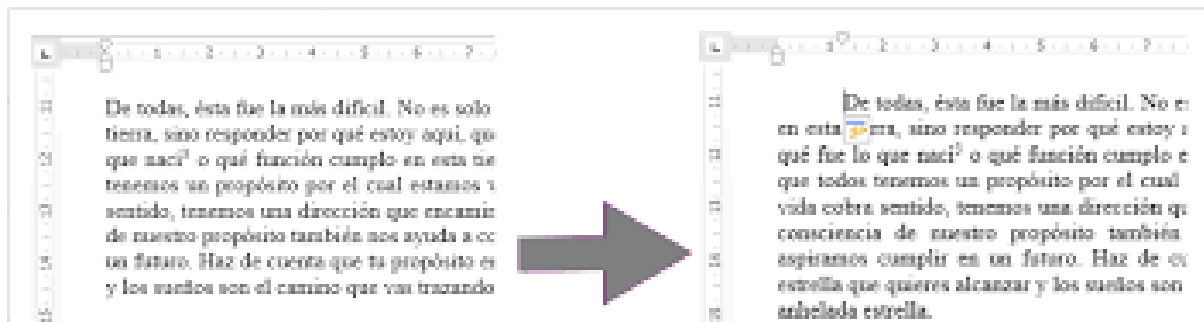 De todas, ésta fue la más difícil. No es solo
tierra, sino responder por qué estoy aquí, qu
que nací² o qué función cumplo en esta tie
tenemos un propósito por el cual estamos v
sentido, tenemos una dirección que encamin
de nuestro propósito también nos ayuda a co
un futuro. Haz de cuenta que tu propósito es
y los sueños son el camino que vas trazando
De todas, ésta fue la más difícil. No es
en esta erra, sino responder por qué estoy a
qué fue lo que nací² o qué función cumplo e
que todos tenemos un propósito por el cual
vida cobra sentido, tenemos una dirección qu
consciencia de nuestro propósito también
aspiramos cumplir en un futuro. Haz de cu
estrella que quieres alcanzar y los sueños son
anhelada estrella.